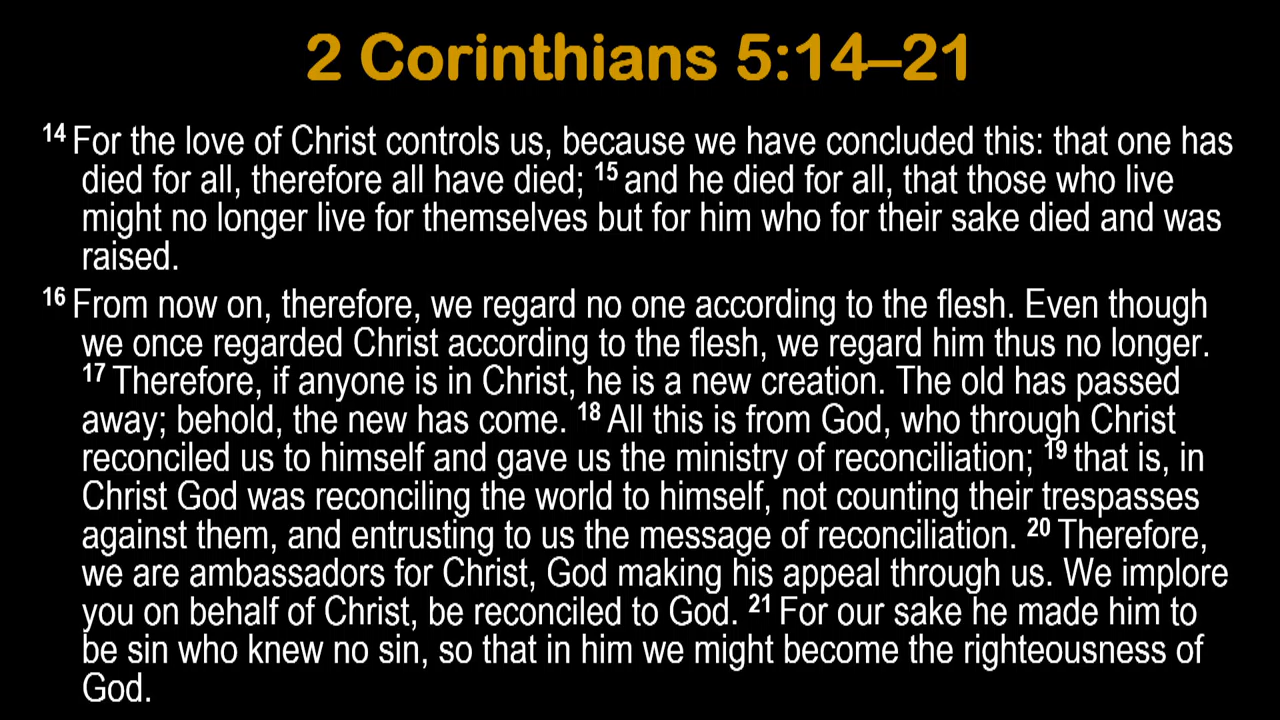 2 Corinthians 5:14–21
14 For the love of Christ controls us, because we have concluded this: that one has
died for all, therefore all have died; 15 and he died for all, that those who live
might no longer live for themselves but for him who for their sake died and was
raised.
16 From now on, therefore, we regard no one according to the flesh. Even though
we once regarded Christ according to the flesh, we regard him thus no longer.
17 Therefore, if anyone is in Christ, he is a new creation. The old has passed
away; behold, the new has come. 18 All this is from God, who through Christ
reconciled us to himself and gave us the ministry of reconciliation; 19 that is, in
Christ God was reconciling the world to himself, not counting their trespasses
against them, and entrusting to us the message of reconciliation. 20 Therefore,
we are ambassadors for Christ, God making his appeal through us. We implore
you on behalf of Christ, be reconciled to God. 21 For our sake he made him to
be sin who knew no sin, so that in him we might become the righteousness of
God.